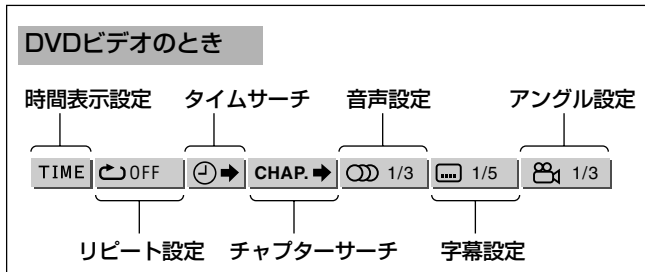 DVDビデオのとき
時間表示設定 タイムサーチ 音声設定 アングル設定
TIME OFF CHAP. 1/3 1/5 1/3
リピート設定 チャプターサーチ 字幕設定